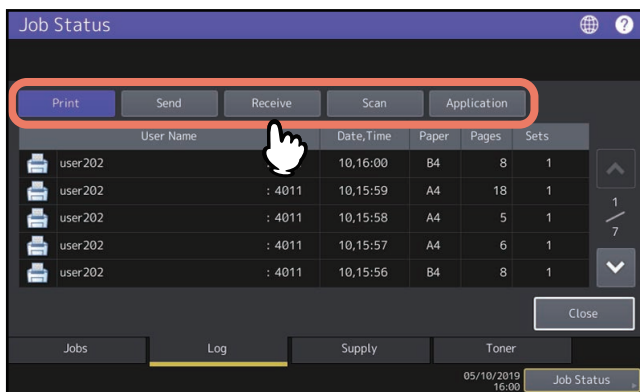 Job Status ?
Print Send Receive Scan Application
User Name Date,Time Paper Pages Sets
user202 : 10,16:00 B4 8 1
user202 : 4011 10,15:59 A4 18 1
user202 : 4011 10,15:58 A4 5 1
user202 : 4011 10,15:57 A4 6 1
user202 : 4011 10,15:56 B4 8 1
1
7
Close
Jobs Log Supply Toner
05/10/2019
16:00
Job Status